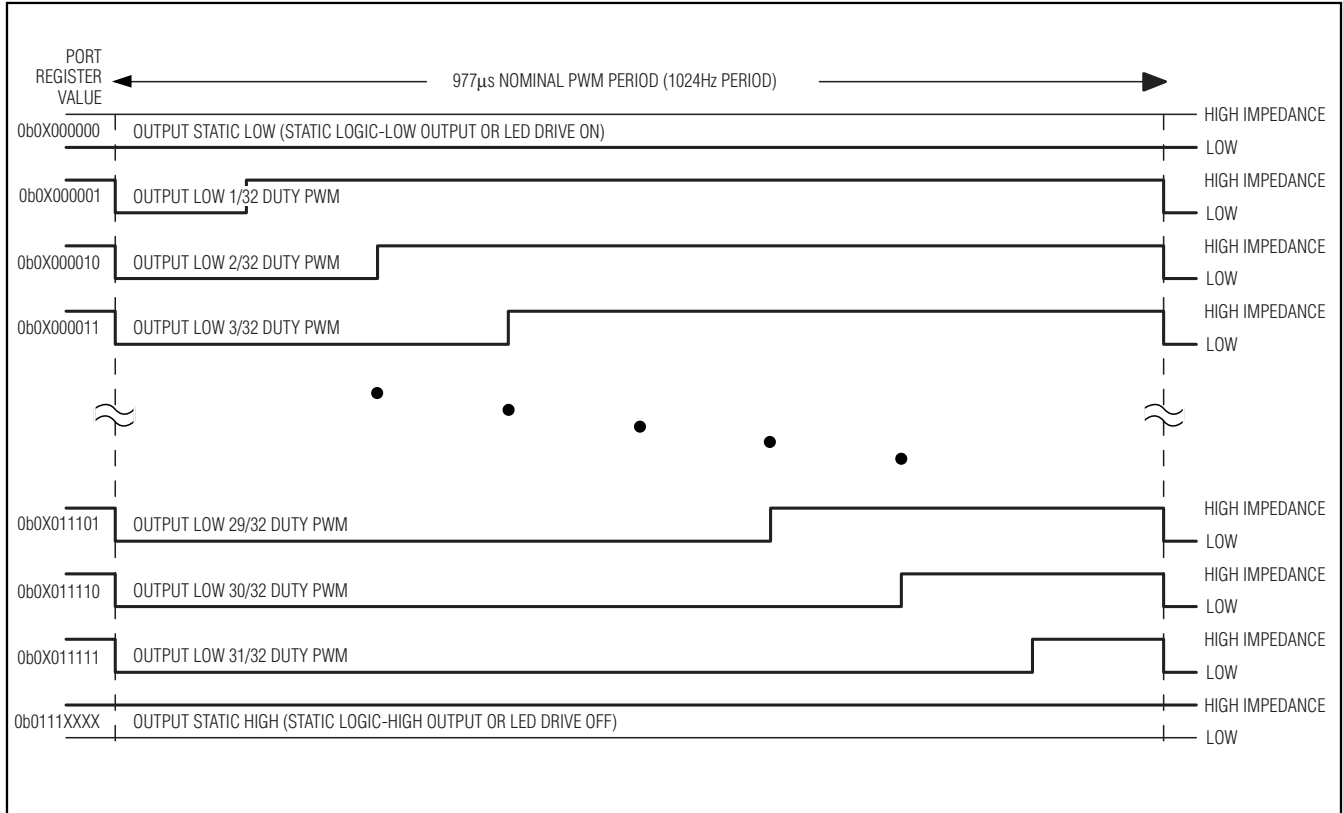 PORT
REGISTER
VALUE
977µs NOMINAL PWM PERIOD (1024Hz PERIOD)
HIGH IMPEDANCE
0b0X000000 OUTPUT STATIC LOW (STATIC LOGIC-LOW OUTPUT OR LED DRIVE ON)
LOW
HIGH IMPEDANCE
0b0X000001 OUTPUT LOW 1/32 DUTY PWM
LOW
HIGH IMPEDANCE
0b0X000010 OUTPUT LOW 2/32 DUTY PWM
LOW
HIGH IMPEDANCE
0b0X000011 OUTPUT LOW 3/32 DUTY PWM
LOW
HIGH IMPEDANCE
0b0X011101 OUTPUT LOW 29/32 DUTY PWM
LOW
HIGH IMPEDANCE
0b0X011110 OUTPUT LOW 30/32 DUTY PWM
LOW
HIGH IMPEDANCE
0b0X011111 OUTPUT LOW 31/32 DUTY PWM
LOW
HIGH IMPEDANCE
0b0111XXXX OUTPUT STATIC HIGH (STATIC LOGIC-HIGH OUTPUT OR LED DRIVE OFF)
LOW